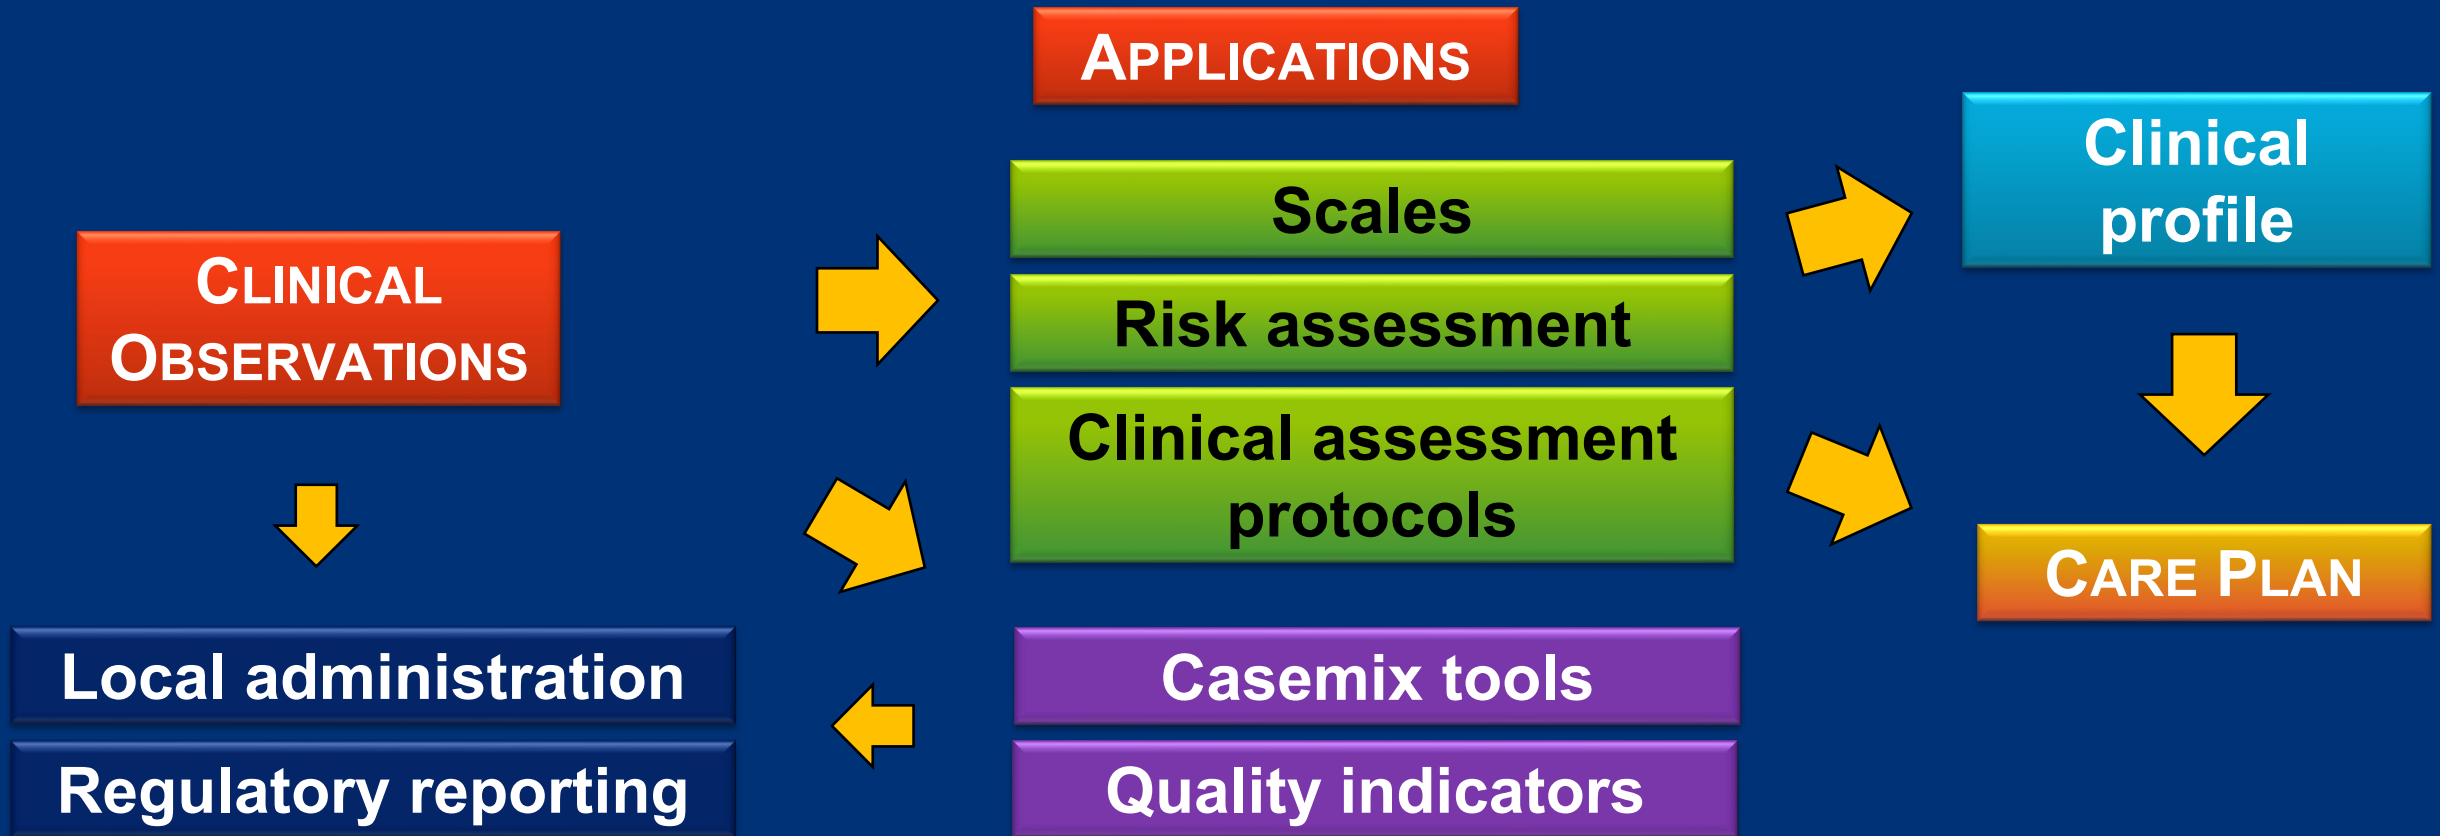 APPLICATIONS
Clinical
profile
Scales
CLINICAL
OBSERVATIONS
Risk assessment
Clinical assessment
protocols
CARE PLAN
Local administration
Casemix tools
Regulatory reporting
Quality indicators